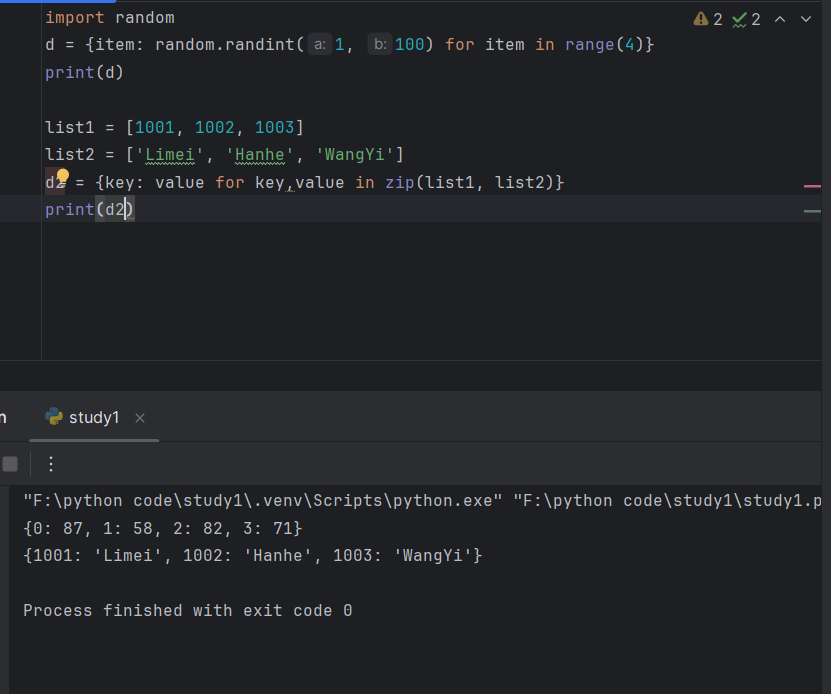 import random
2 2
d = {item: random.randint( a: 1, b: 100) for item in range(4)}
print(d)
list1 = [1001, 1002, 1003]
list2 = ['Limei', 'Hanhe', 'WangYi']
d2 = {key: value for key,value in zip(list1, list2)}
print(d2)
study1
"F:\python code\study1\.venv\Scripts\python.exe" "F:\python code\study1\study1.p
{0: 87, 1: 58, 2: 82, 3: 71}
{1001: 'Limei', 1002: 'Hanhe', 1003: 'WangYi'}
Process finished with exit code 0